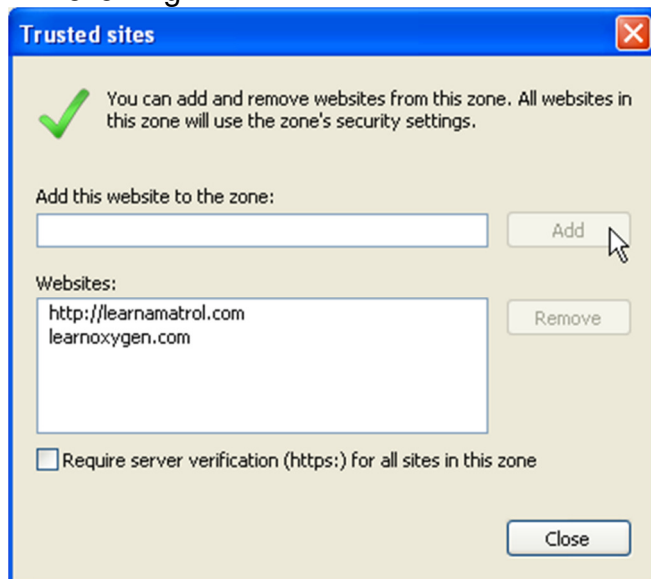 Trusted sites
You can add and remove websites from this zone. All websites in
this zone will use the zone's security settings.
Add this website to the zone:
Add
Websites:
http://learnamatrol.com
learnoxygen.com
Remove
Require server verification (https:) for all sites in this zone
Close